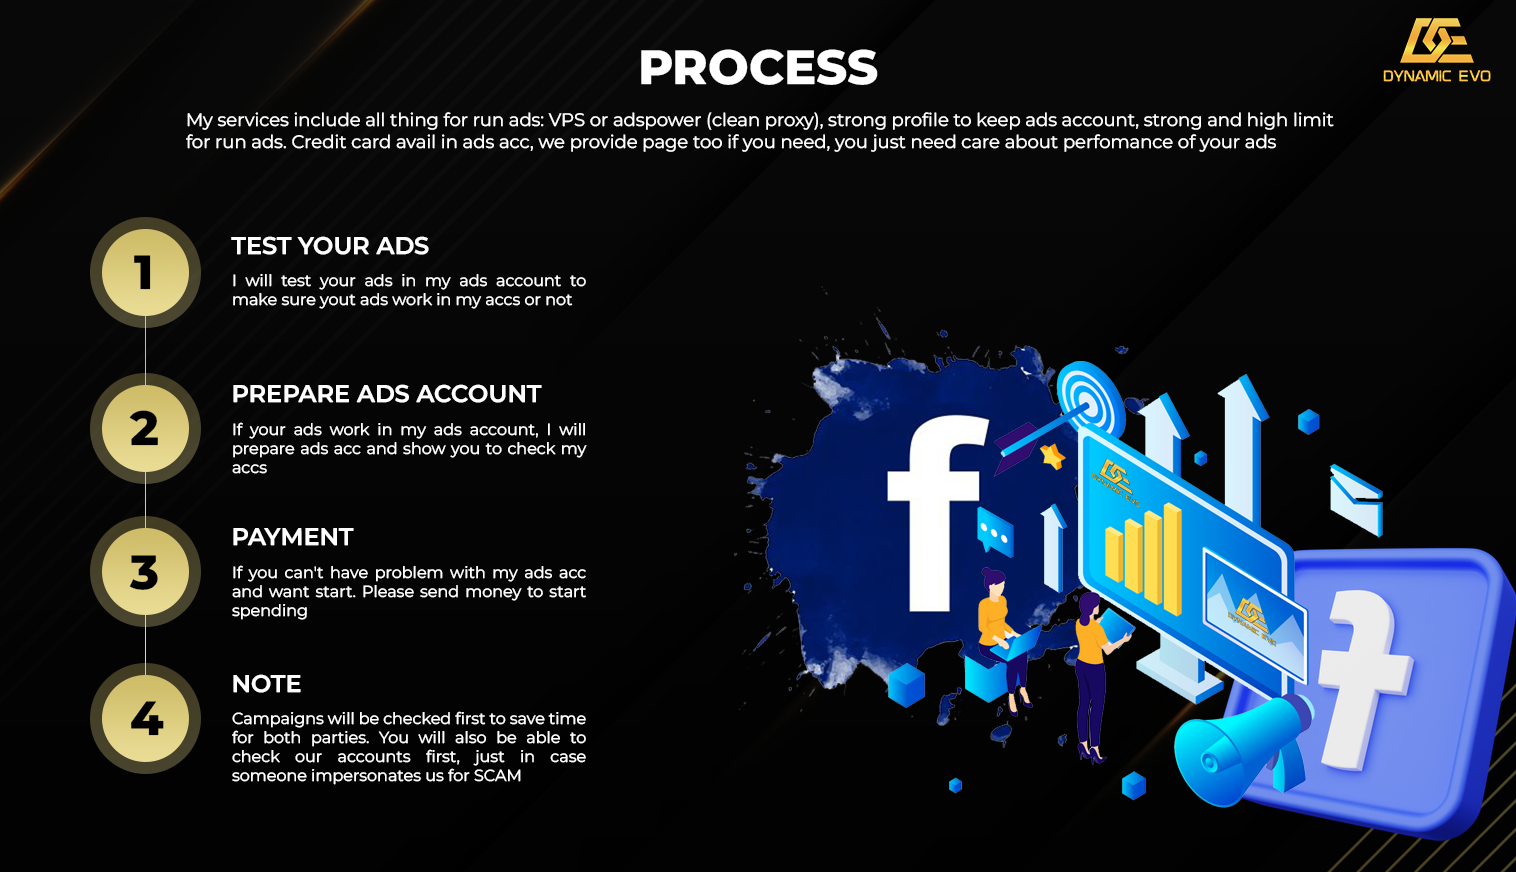 DYNAMIC EVO
PROCESS
My services include all thing for run ads: VPS or adspower (clean proxy), strong profile to keep ads account, strong and high limit
for run ads. Credit card avail in ads acc, we provide page too if you need, you just need care about perfomance of your ads
1
TEST YOUR ADS
I will test your ads in my ads account to
make sure yout ads work in my accs or not
2
PREPARE ADS ACCOUNT
If your ads work in my ads account, I will
prepare ads acc and show you to check my
accs
3
PAYMENT
If you can't have problem with my ads acc
and want start. Please send money to start
spending
4
NOTE
Campaigns will be checked first to save time
for both parties. You will also be able to
check our accounts first, just in case
someone impersonates us for SCAM
f
DYNAMIC EVO
DYNAMIC EVO
f